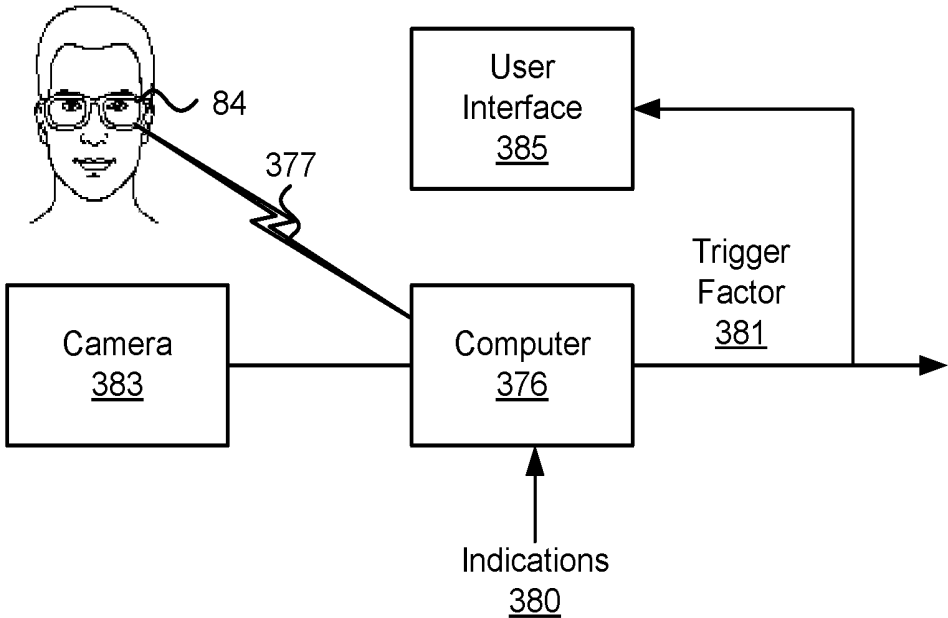 84
User
Interface
385
377
Trigger
Factor
381
Camera
383
Computer
376
Indications
380